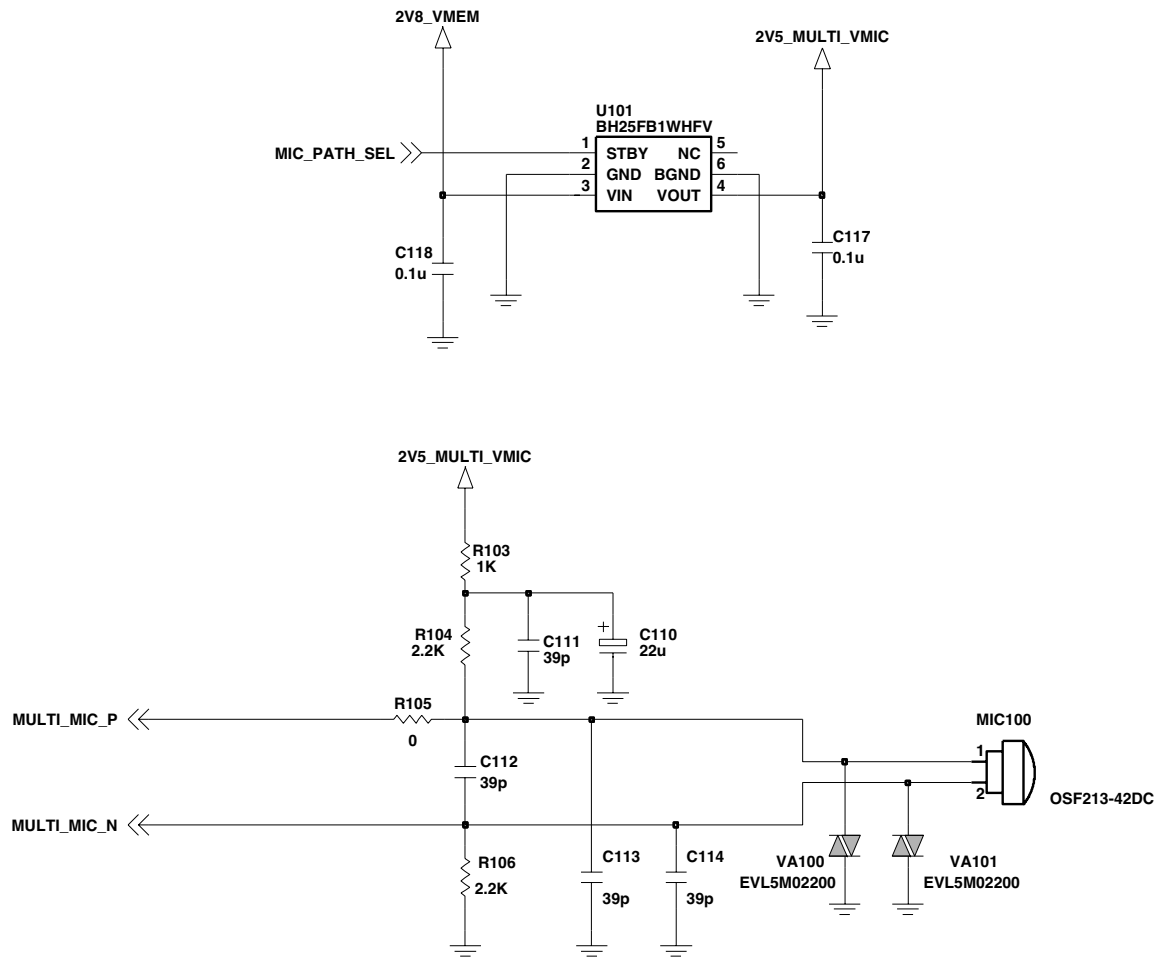 2V8_VMEM
2V5_MULTI_VMIC
U101
BH25FB1WHFV
MIC_PATH_SEL
1 STBY NC 5
2 GND BGND 6
3 VIN VOUT 4
C118
0.1u
C117
0.1u
2V5_MULTI_VMIC
R103
1K
R104
2.2K
C111
39p
+
C110
22u
MULTI_MIC_P
R105
0
MIC100
1
2
OSF213-42DC
C112
39p
MULTI_MIC_N
R106
2.2K
C113
39p
C114
39p
VA100
EVL5M02200
VA101
EVL5M02200